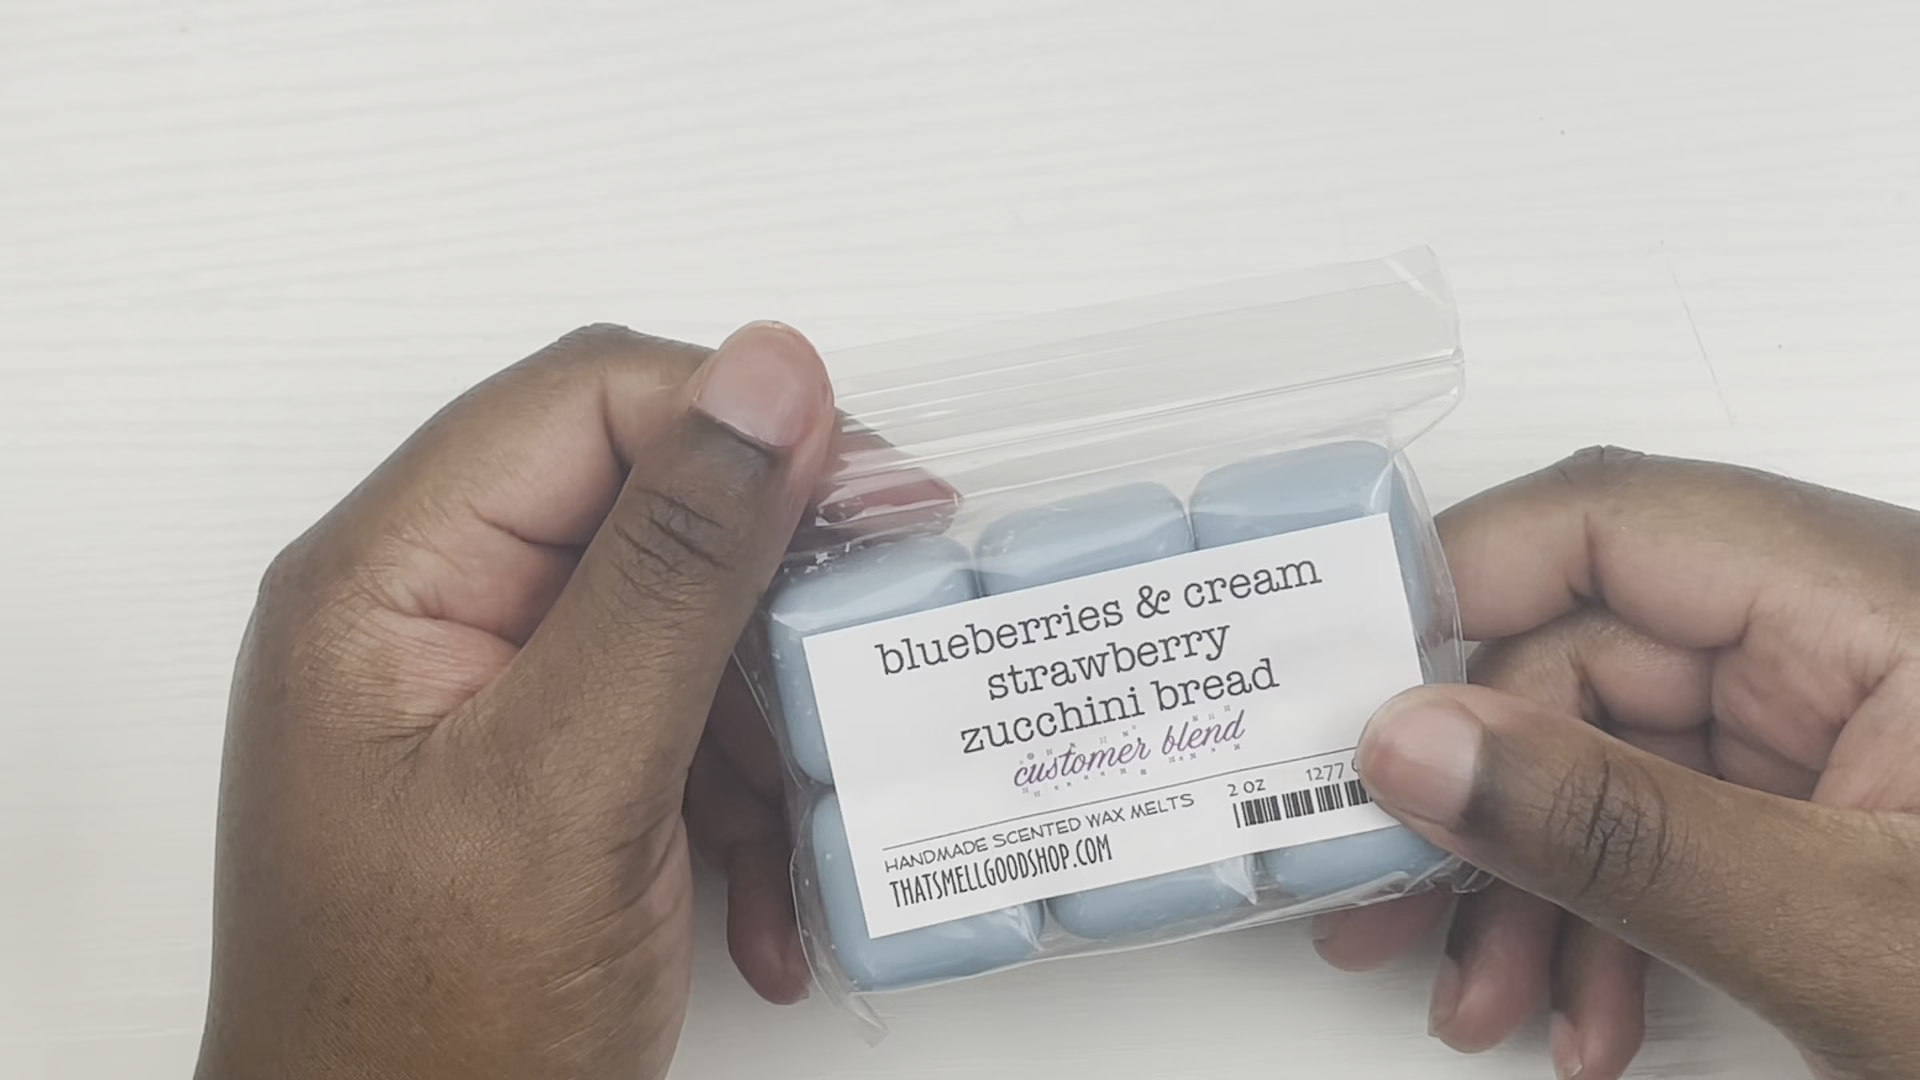 blueberries & cream
strawberry
zucchini bread
customer blend
HANDMADE SCENTED WAX MELTS
THATSMELLGOODSHOP.COM
2 OZ 1277